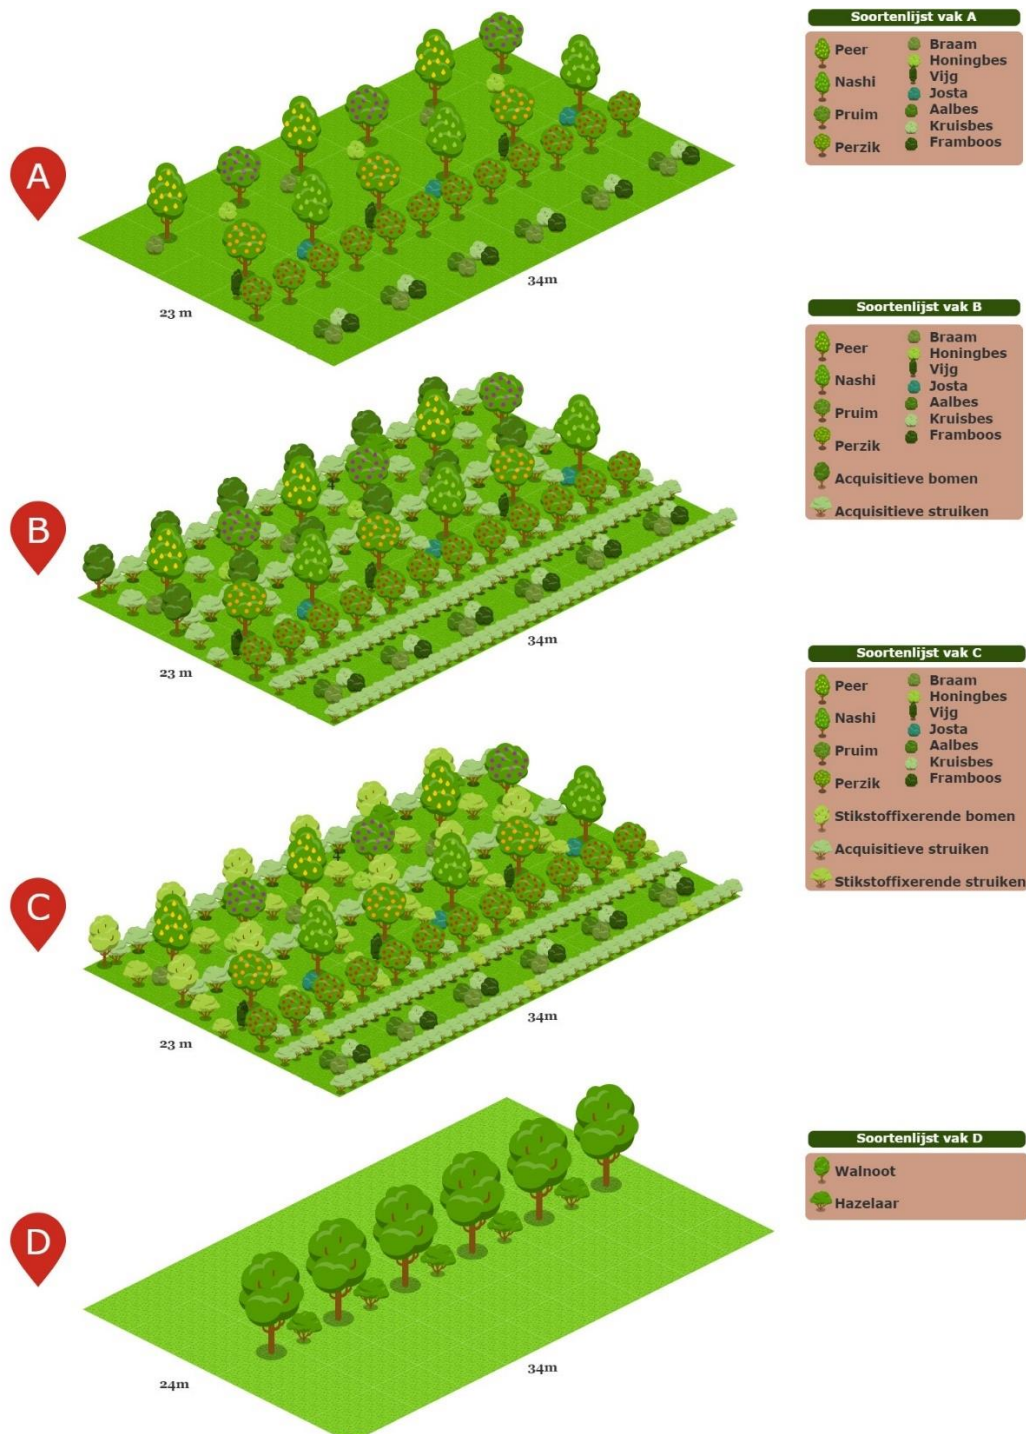 Soortenlijst vak A
Peer
Nashi
Pruim
Perzik
Braam
Honingbes
Vijg
Josta
Aalbes
Kruisbes
Framboos
A
23 m
34m
Soortenlijst vak B
Peer
Nashi
Pruim
Perzik
Acquisitieve bomen
Acquisitieve struiken
Braam
Honingbes
Vijg
Josta
Aalbes
Kruisbes
Framboos
B
23 m
34m
Soortenlijst vak C
Peer
Nashi
Pruim
Perzik
Stikstoffixerende bomen
Acquisitieve struiken
Stikstoffixerende struiken
Braam
Honingbes
Vijg
Josta
Aalbes
Kruisbes
Framboos
C
23 m
34m
Soortenlijst vak D
Walnoot
Hazelaar
D
24m
34m